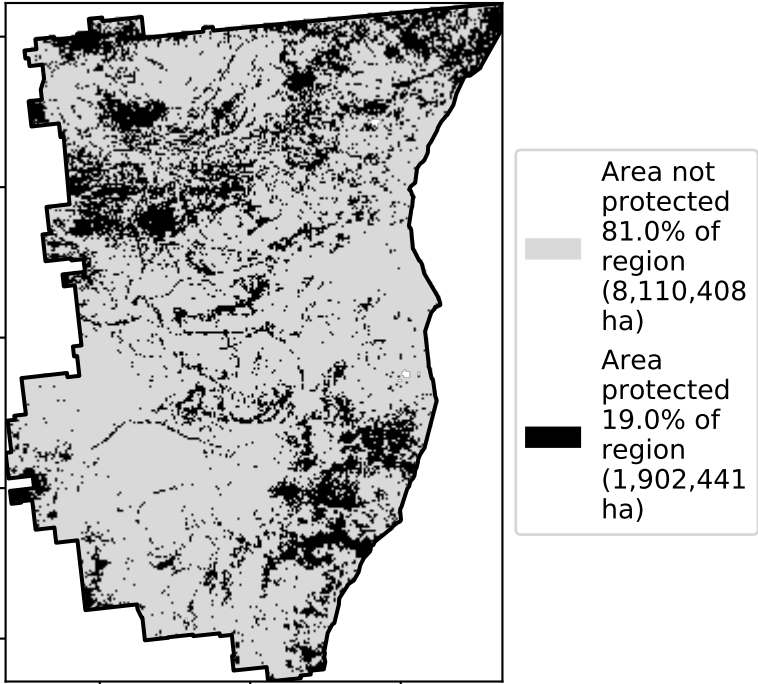 Area not
protected
81.0% of
region
(8,110,408
ha)
Area
protected
19.0% of
region
(1,902,441
ha)